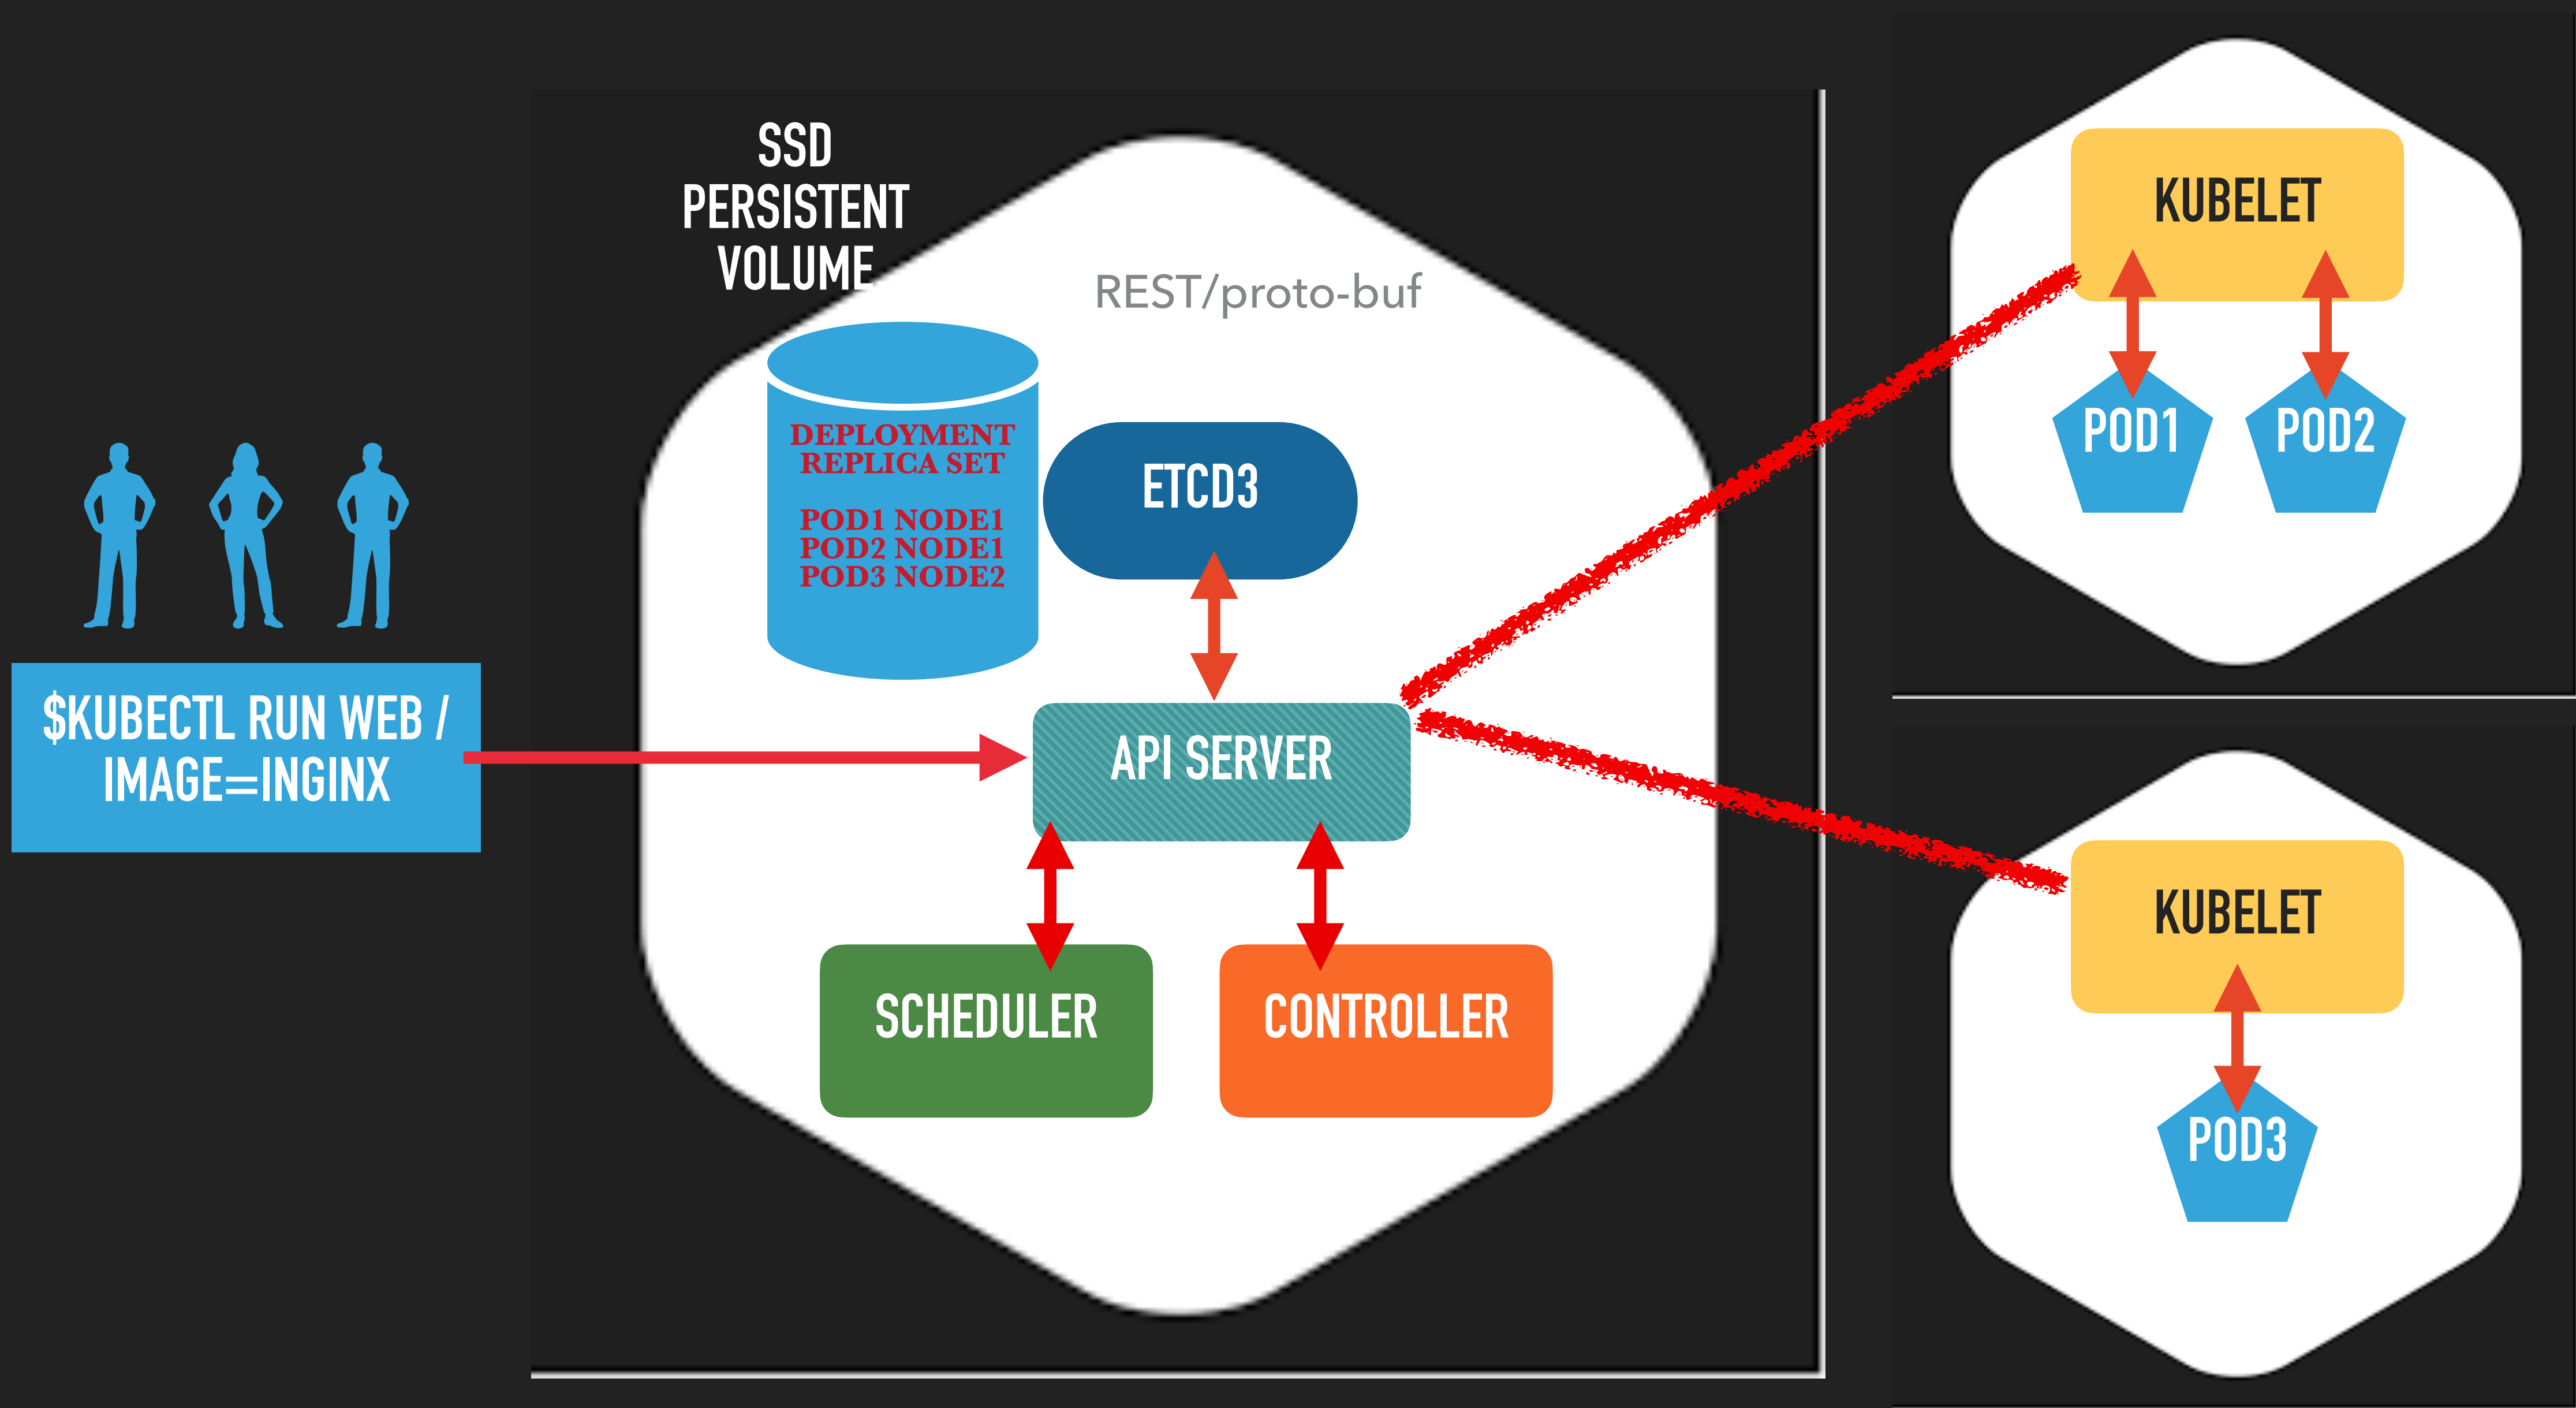 SSD
PERSISTENT
VOLUME
REST/proto-buf
DEPLOYMENT
REPLICA SET
POD1 NODE1
POD2 NODE1
POD3 NODE2
ETCD3
$KUBECTL RUN WEB /
IMAGE=INGINX
API SERVER
SCHEDULER
CONTROLLER
KUBELET
POD1
POD2
KUBELET
POD3